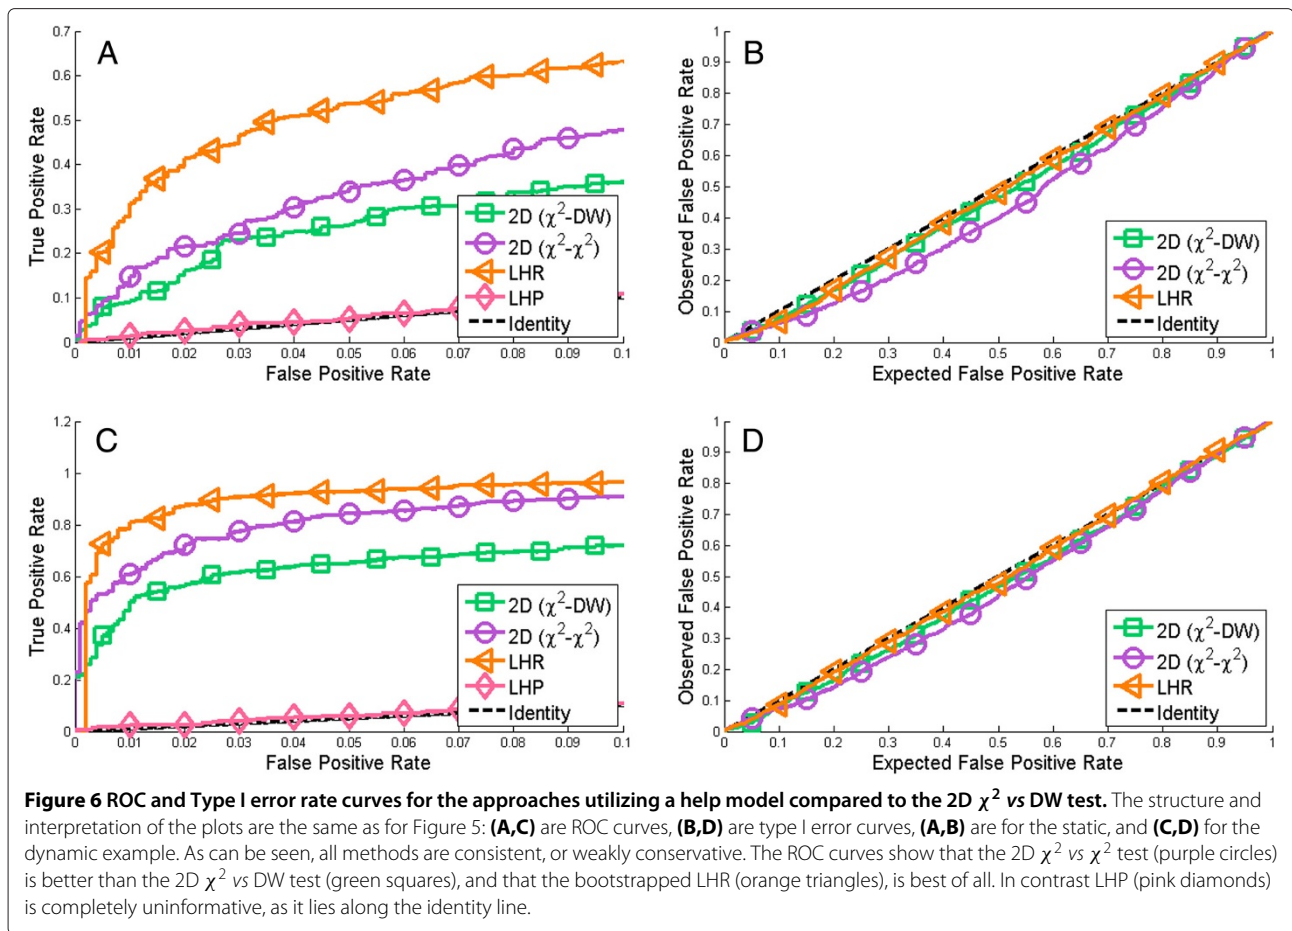 A
True Positive Rate
0.7
0.6
0.5
0.4
0.3
0.2
0.1
0
0 0.01 0.02 0.03 0.04 0.05 0.06 0.07 0.08 0.09 0.1
False Positive Rate
2D (χ²-DW)
2D (χ²-χ²)
LHR
LHP
Identity
B
Observed False Positive Rate
1
0.9
0.8
0.7
0.6
0.5
0.4
0.3
0.2
0.1
0
0 0.1 0.2 0.3 0.4 0.5 0.6 0.7 0.8 0.9 1
Expected False Positive Rate
2D (χ²-DW)
2D (χ²-χ²)
LHR
Identity
C
True Positive Rate
1.2
1
0.8
0.6
0.4
0.2
0
0 0.01 0.02 0.03 0.04 0.05 0.06 0.07 0.08 0.09 0.1
False Positive Rate
2D (χ²-DW)
2D (χ²-χ²)
LHR
LHP
Identity
D
Observed False Positive Rate
1
0.9
0.8
0.7
0.6
0.5
0.4
0.3
0.2
0.1
0
0 0.1 0.2 0.3 0.4 0.5 0.6 0.7 0.8 0.9 1
Expected False Positive Rate
2D (χ²-DW)
2D (χ²-χ²)
LHR
Identity
Figure 6 ROC and Type I error rate curves for the approaches utilizing a help model compared to the 2D χ² vs DW test. The structure and
interpretation of the plots are the same as for Figure 5: (A,C) are ROC curves, (B,D) are type I error curves, (A,B) are for the static, and (C,D) for the
dynamic example. As can be seen, all methods are consistent, or weakly conservative. The ROC curves show that the 2D χ² vs χ² test (purple circles)
is better than the 2D χ² vs DW test (green squares), and that the bootstrapped LHR (orange triangles), is best of all. In contrast LHP (pink diamonds)
is completely uninformative, as it lies along the identity line.